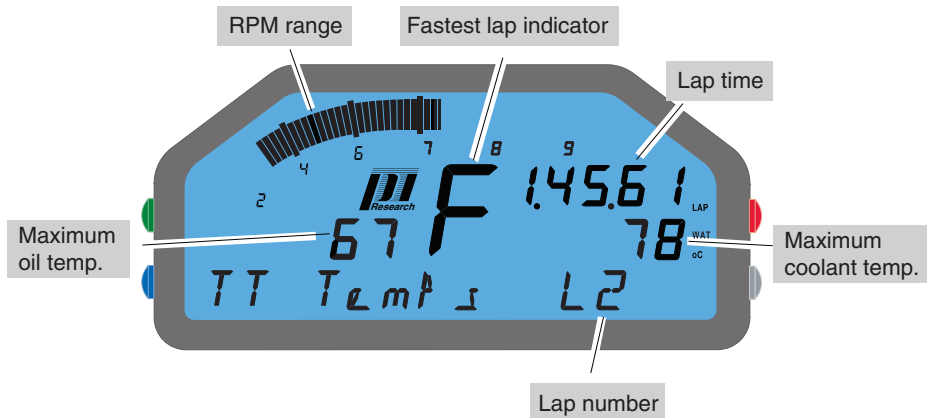 RPM range
Fastest lap indicator
Lap time
2 4 6 7 8 9
pi
Research
F
1.45.61 LAP
Maximum
oil temp.
67
78 WAT
oC
Maximum
coolant temp.
TT Temps L2
Lap number